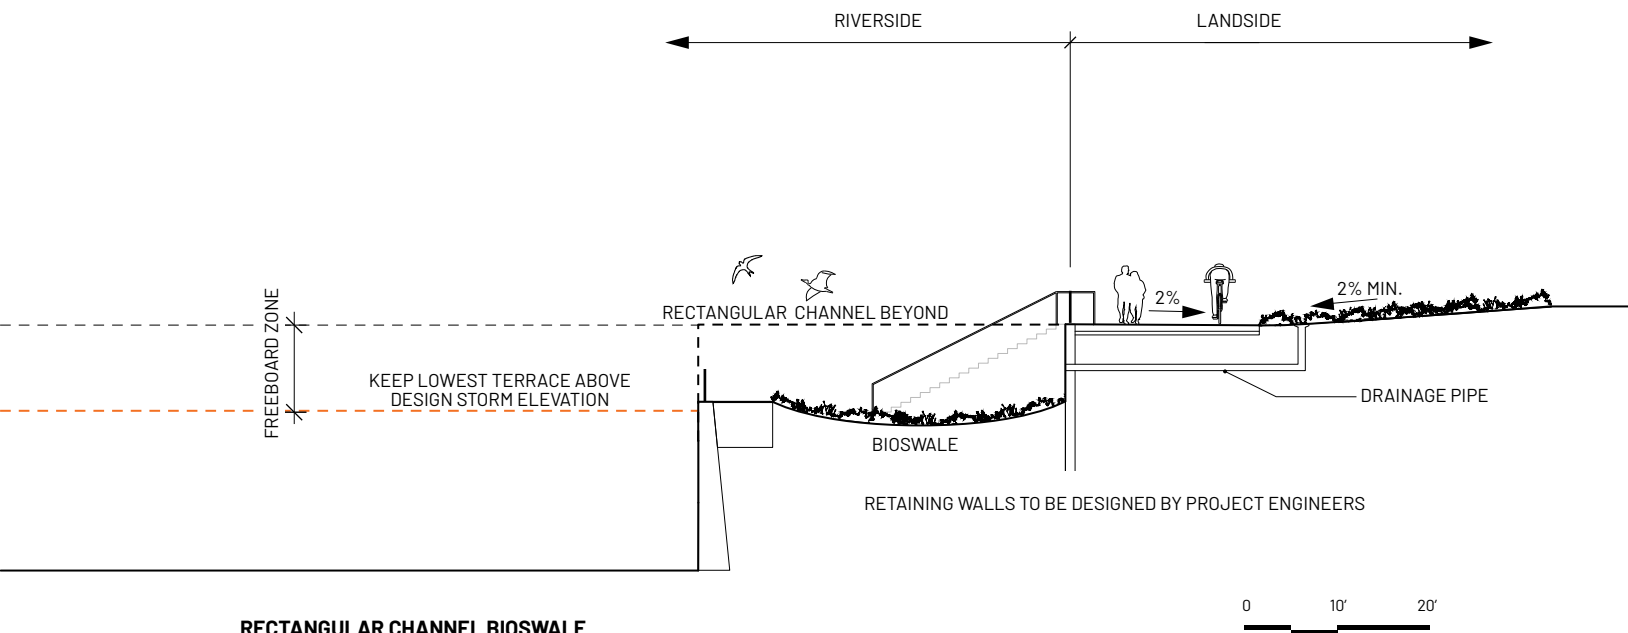 RIVERSIDE
LANDSIDE
2% MIN.
2%
FREEBOARD ZONE
RECTANGULAR CHANNEL BEYOND
KEEP LOWEST TERRACE ABOVE
DESIGN STORM ELEVATION
DRAINAGE PIPE
BIOSWALE
RETAINING WALLS TO BE DESIGNED BY PROJECT ENGINEERS
0 10' 20'
RECTANGULAR CHANNEL BIOSWALE